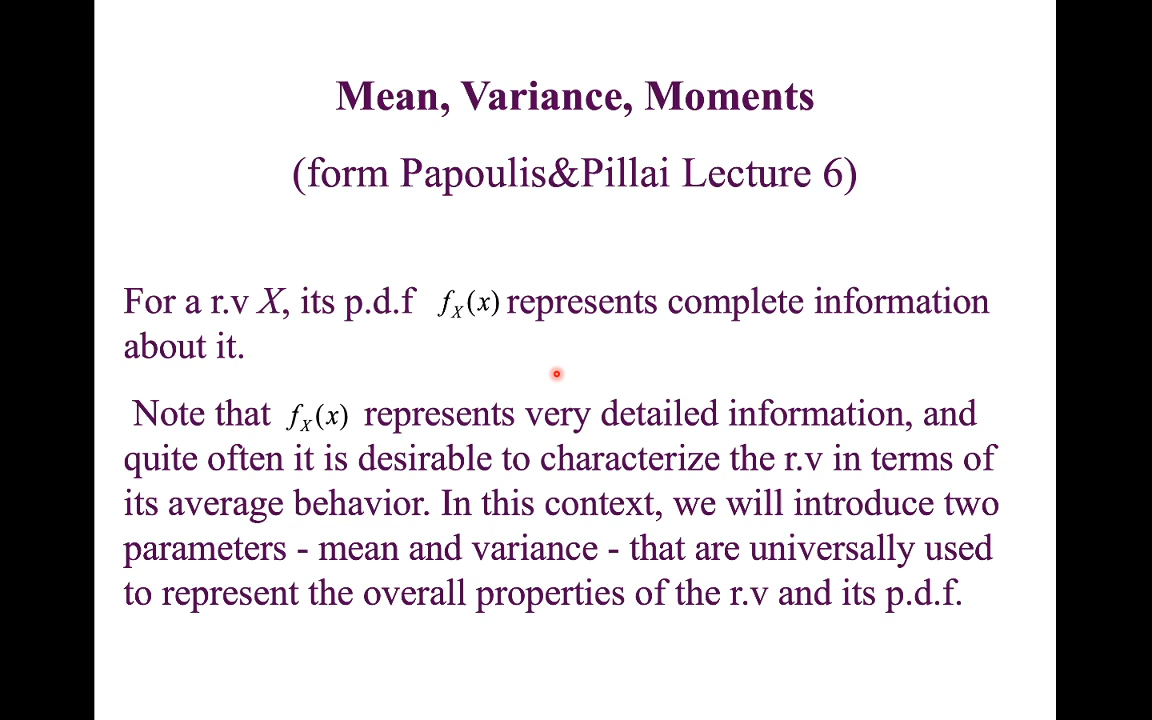 Mean, Variance, Moments
(form Papoulis&Pillai Lecture 6)
For a r.v X, its p.d.f f_X(x) represents complete information
about it.
Note that f_X(x) represents very detailed information, and
quite often it is desirable to characterize the r.v in terms of
its average behavior. In this context, we will introduce two
parameters - mean and variance - that are universally used
to represent the overall properties of the r.v and its p.d.f.